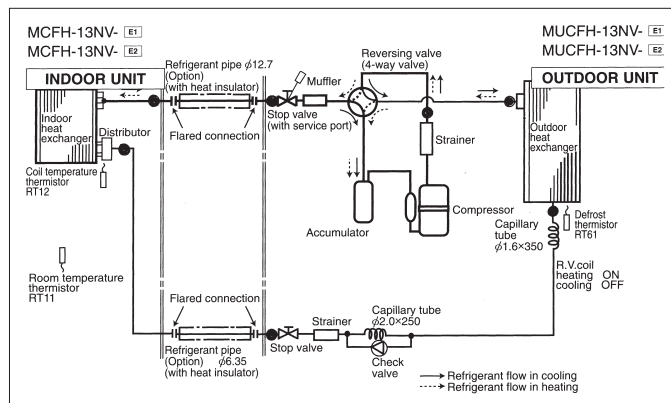 MCFH-13NV- E1
MCFH-13NV- E2
MUCFH-13NV- E1
MUCFH-13NV- E2
INDOOR UNIT
OUTDOOR UNIT
Refrigerant pipe ϕ12.7
(Option)
(with heat insulator)
Reversing valve
(4-way valve)
Muffler
Stop valve
(with service port)
Flared connection
Indoor
heat
exchanger
Distributor
Coil temperature
thermistor
RT12
Strainer
Outdoor
heat
exchanger
Compressor
Accumulator
Capillary
tube
ϕ1.6×350
Defrost
thermistor
RT61
Room temperature
thermistor
RT11
R.V.coil
heating ON
cooling OFF
Flared connection
Refrigerant pipe
(Option) ϕ6.35
(with heat insulator)
Stop valve
Strainer
Capillary tube
ϕ2.0×250
Check
valve
Refrigerant flow in cooling
Refrigerant flow in heating